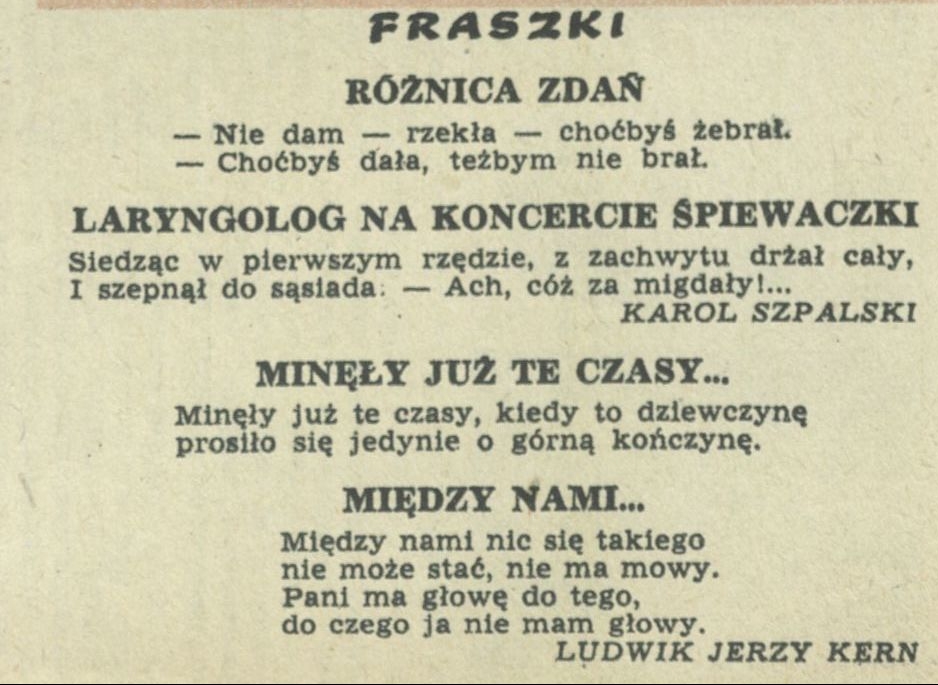 FRASZKI
RÓŻNICA ZDAŃ
— Nie dam — rzekła — choćbyś żebrał.
— Choćbyś dała, teżbym nie brał.
LARYNGOLOG NA KONCERCIE ŚPIEWACZKI
Siedząc w pierwszym rzędzie, z zachwytu drżał cały,
I szepnął do sąsiada: — Ach, cóż za migdały!...
KAROL SZPALSKI
MINĘŁY JUŻ TE CZASY...
Minęły już te czasy, kiedy to dziewczynę
prosiło się jedynie o górną kończynę.
MIĘDZY NAMI...
Między nami nic się takiego
nie może stać, nie ma mowy.
Pani ma głowę do tego,
do czego ja nie mam głowy.
LUDWIK JERZY KERN